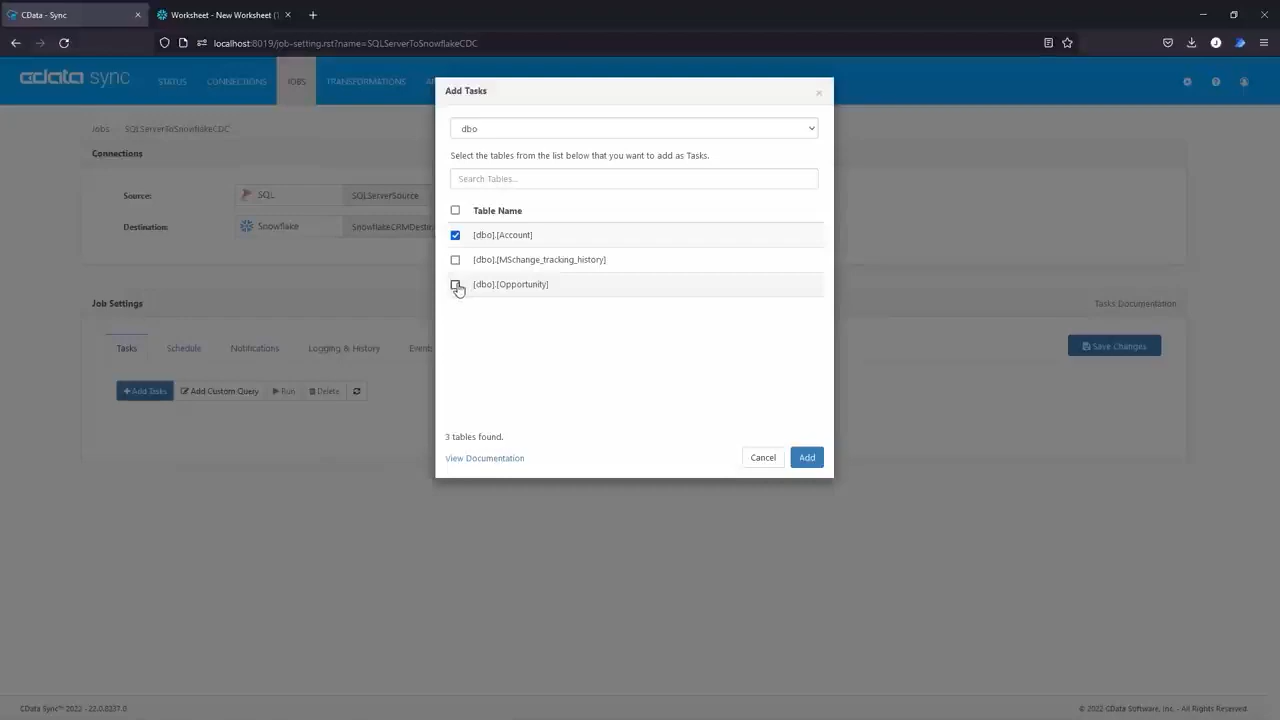 CData - Sync
Worksheet - New Worksheet (1
localhost:8019/job-setting.rst?name=SQLServerToSnowflakeCDC
cdata sync
STATUS
CONNECTIONS
JOBS
TRANSFORMATIONS
Jobs
SQLServerToSnowflakeCDC
Connections
Source:
SQL
SQLServerSource
Destination:
Snowflake
Job Settings
Tasks Documentation
Tasks
Schedule
Notifications
Logging & History
Save Changes
+Add Tasks
Add Custom Query
Run
Delete
Add Tasks
dbo
Select the tables from the list below that you want to add as Tasks.
Search Tables...
Table Name
[dbo].[Account]
[dbo].[MSchange_tracking_history]
[dbo].[Opportunity]
3 tables found.
View Documentation
Cancel
Add
CData Sync™ 2022 - 22.0.8237.0
© 2022 CData Software, Inc. - All Rights Reserved.